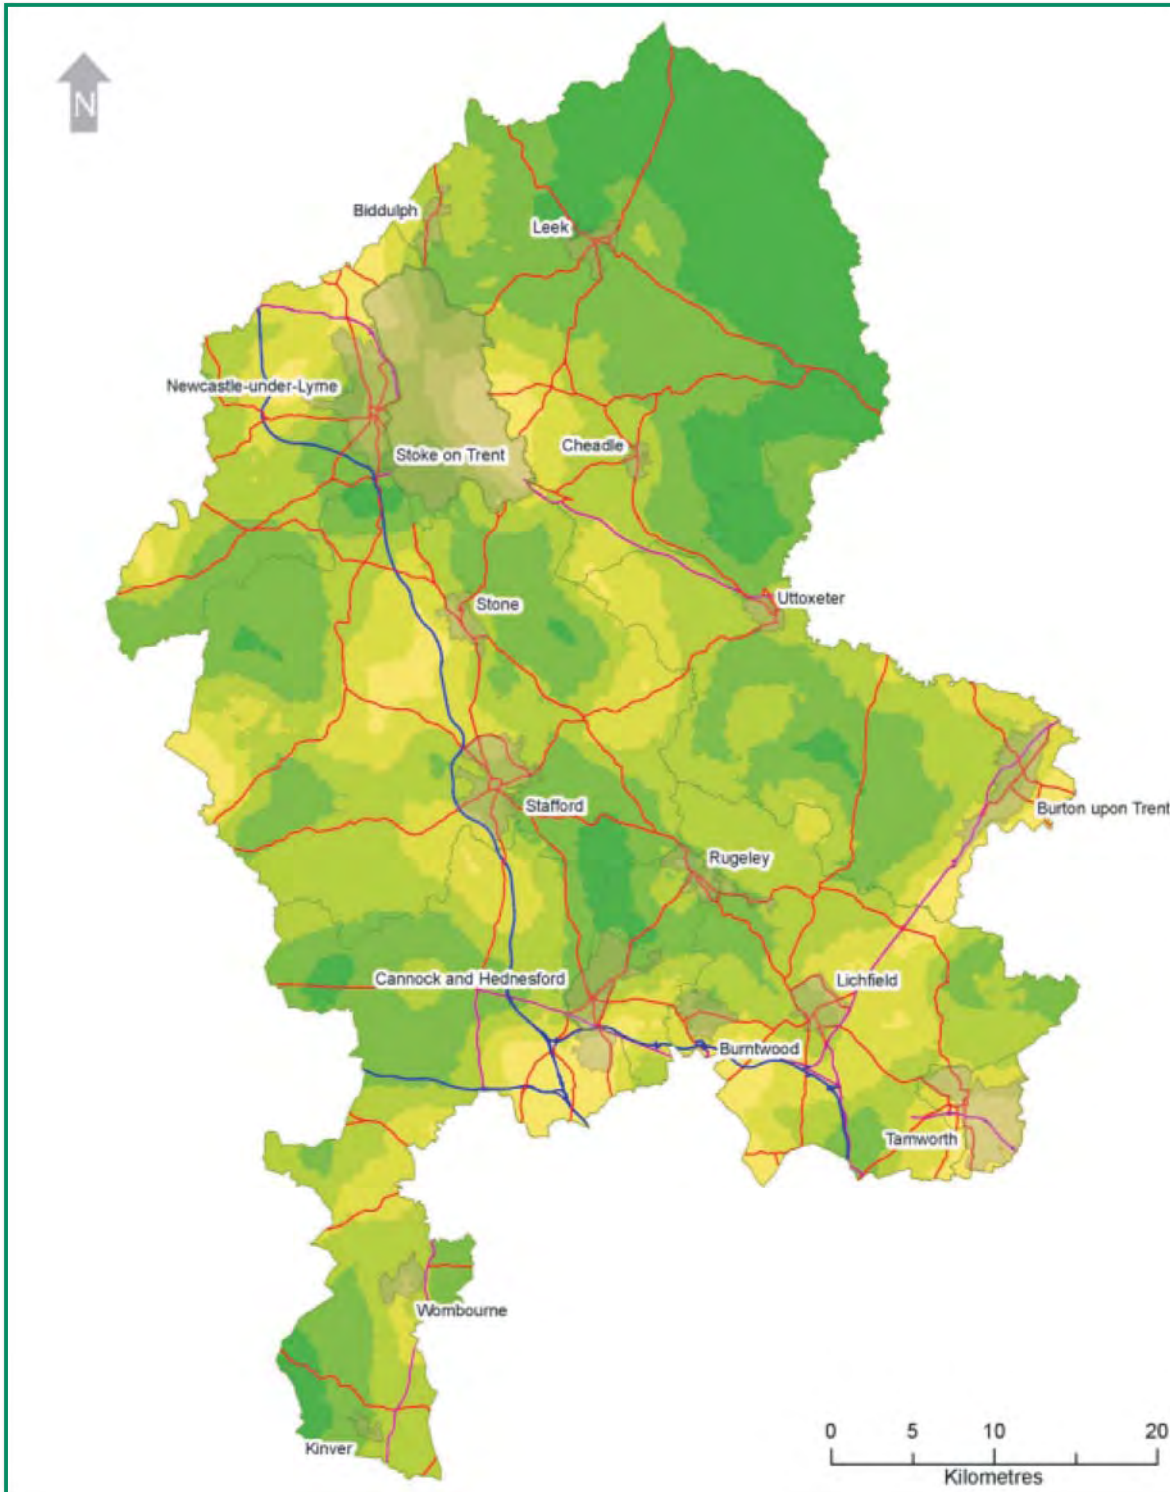 N
Biddulph
Leek
Newcastle-under-Lyme
Cheadle
Stoke on Trent
Uttoxeter
Stone
Stafford
Burton upon Trent
Rugeley
Cannock and Hednesford
Lichfield
Burntwood
Tamworth
Wombourne
Kinver
0 5 10 20
Kilometres